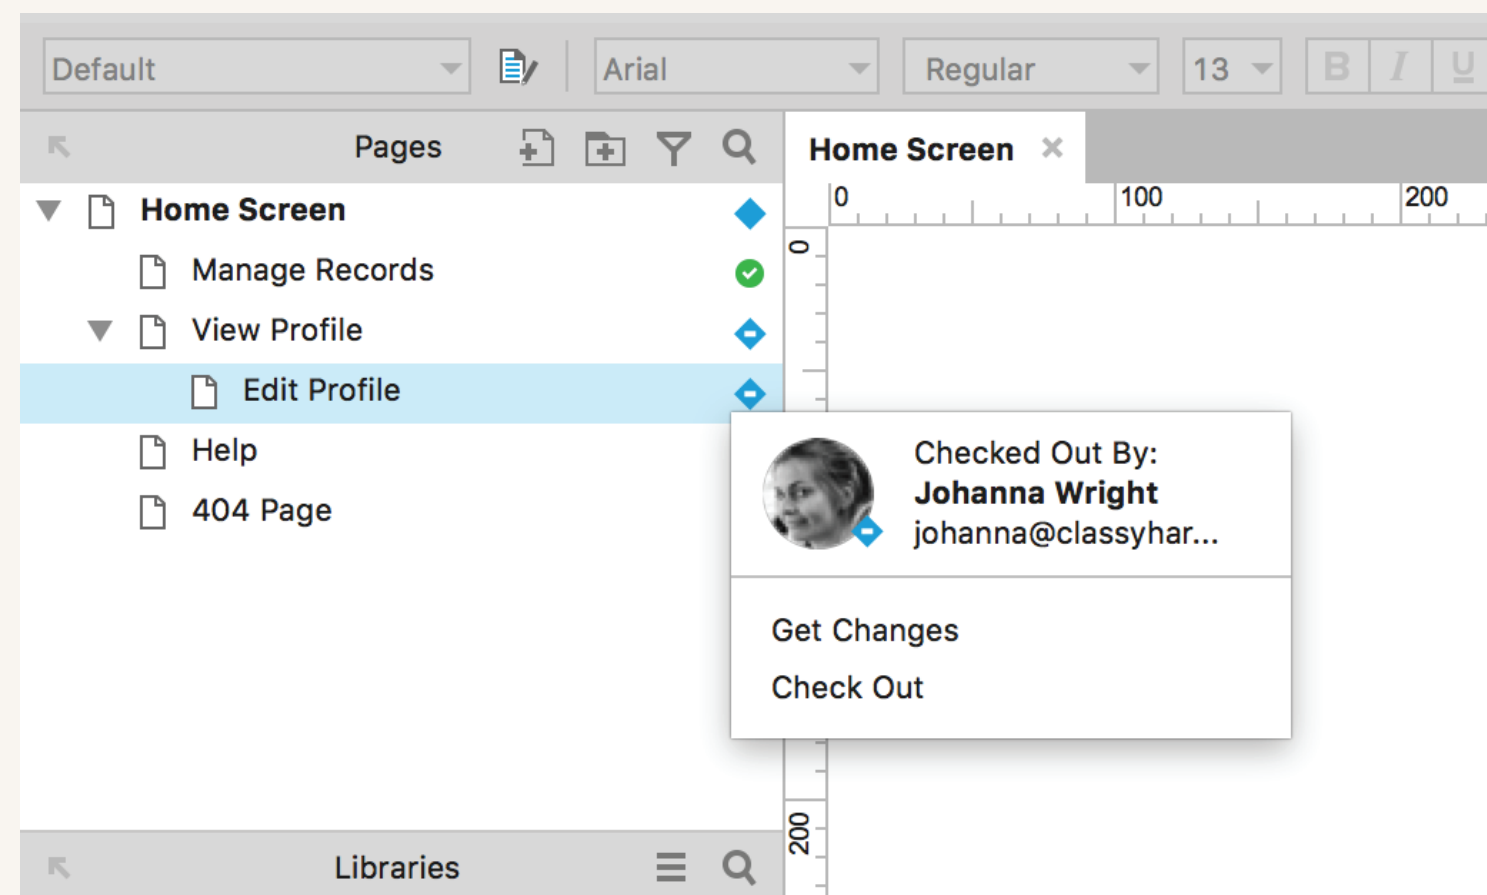 Default
Arial
Regular
13
B I U
Pages
Home Screen
0 100 200
Home Screen
Manage Records
View Profile
Edit Profile
Help
404 Page
0
Checked Out By:
Johanna Wright
johanna@classyhar...
Get Changes
Check Out
200
Libraries